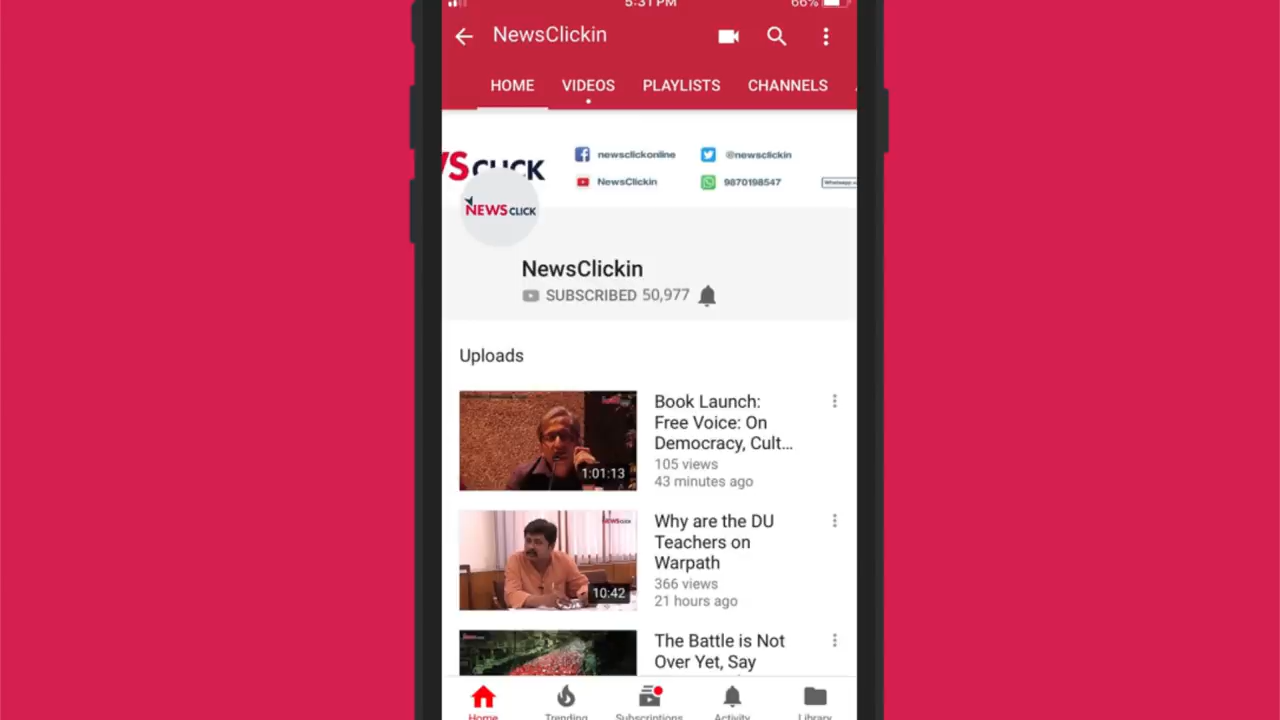 5:31 PM
66%
NewsClickin
HOME VIDEOS PLAYLISTS CHANNELS
CLICK
newsclickonline @newsclickin
NewsClickin 9870198547
NEWS CLICK
NewsClickin
SUBSCRIBED 50,977
Uploads
Book Launch:
Free Voice: On
Democracy, Cult...
105 views
43 minutes ago
1:01:13
Why are the DU
Teachers on
Warpath
366 views
21 hours ago
NEWSCLICK
10:42
The Battle is Not
Over Yet, Say
Home Trending Subscriptions Activity Library